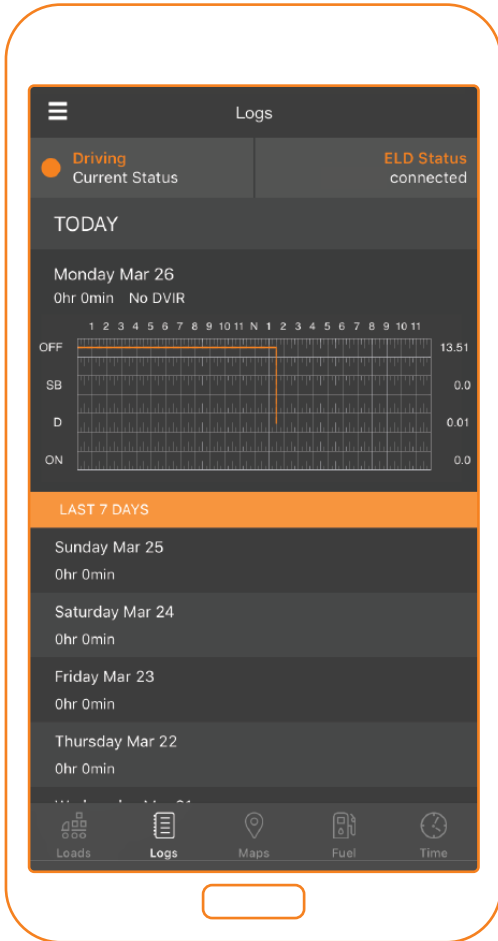 Logs
Driving ELD Status
Current Status connected
TODAY
Monday Mar 26
0hr 0min No DVIR
1 2 3 4 5 6 7 8 9 10 11 N 1 2 3 4 5 6 7 8 9 10 11
OFF 13.51
SB 0.0
D 0.01
ON 0.0
LAST 7 DAYS
Sunday Mar 25
0hr 0min
Saturday Mar 24
0hr 0min
Friday Mar 23
0hr 0min
Thursday Mar 22
0hr 0min
Loads Logs Maps Fuel Time